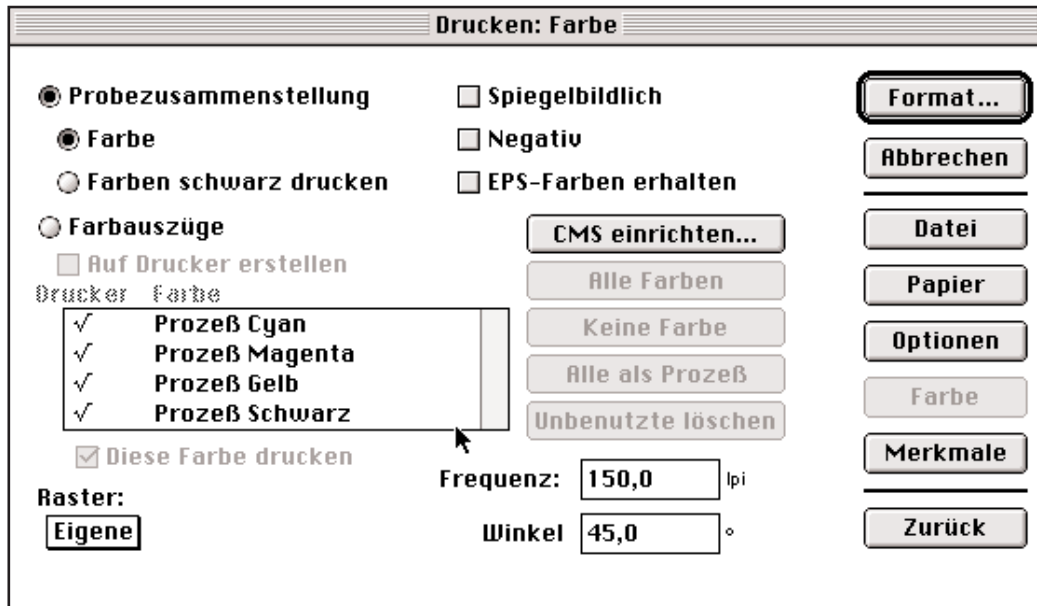 Drucken: Farbe
Probezusammenstellung
Farbe
Farben schwarz drucken
Farbauszüge
Auf Drucker erstellen
Drucker Farbe
√ Prozeß Cyan
√ Prozeß Magenta
√ Prozeß Gelb
√ Prozeß Schwarz
Diese Farbe drucken
Raster:
Eigene
Spiegelbildlich
Negativ
EPS-Farben erhalten
CMS einrichten...
Alle Farben
Keine Farbe
Alle als Prozeß
Unbenutzte löschen
Frequenz: 150,0 lpi
Winkel 45,0 °
Format...
Abbrechen
Datei
Papier
Optionen
Farbe
Merkmale
Zurück